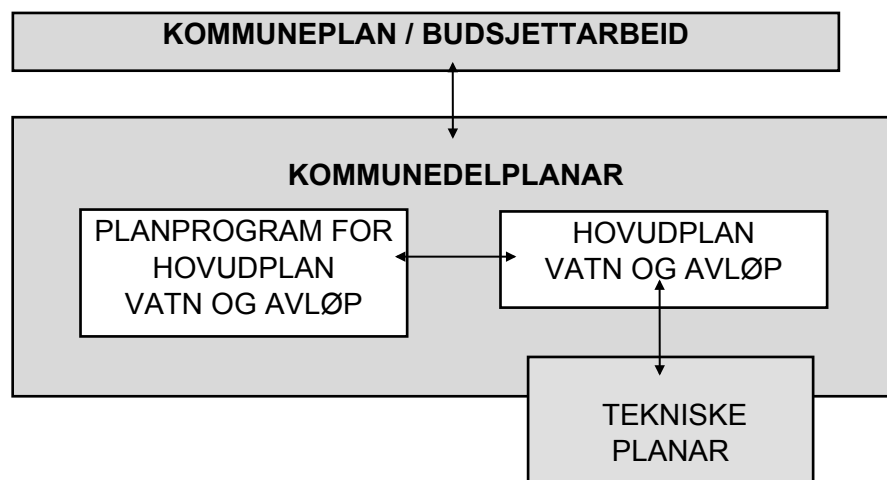 KOMMUNEPLAN / BUDSJETTARBEID
KOMMUNEDELPLANAR
PLANPROGRAM FOR
HOVUDPLAN
VATN OG AVLØP
HOVUDPLAN
VATN OG AVLØP
TEKNISKE
PLANAR